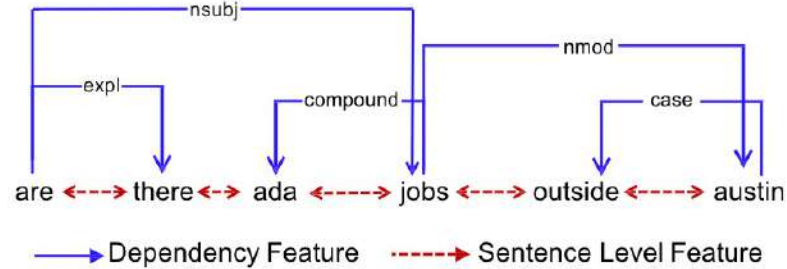 nsubj
nmod
expl
compound
case
are there ada jobs outside austin
Dependency Feature Sentence Level Feature